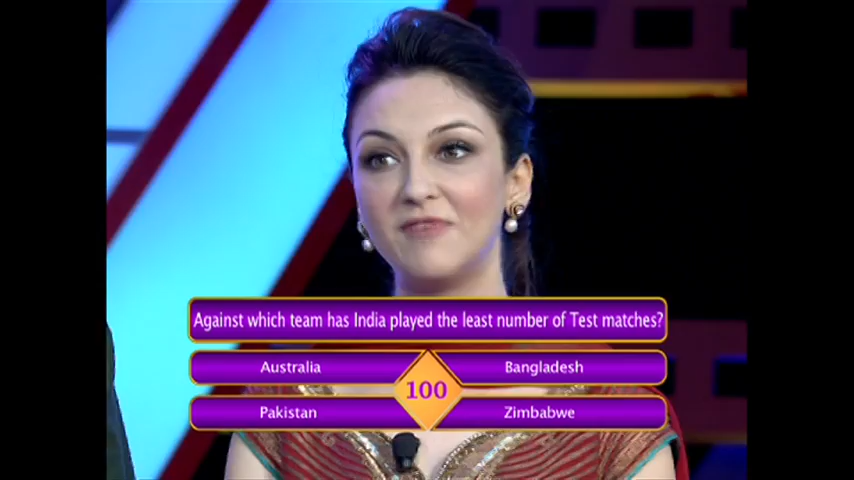 Against which team has India played the least number of Test matches?
Australia
Bangladesh
100
Pakistan
Zimbabwe